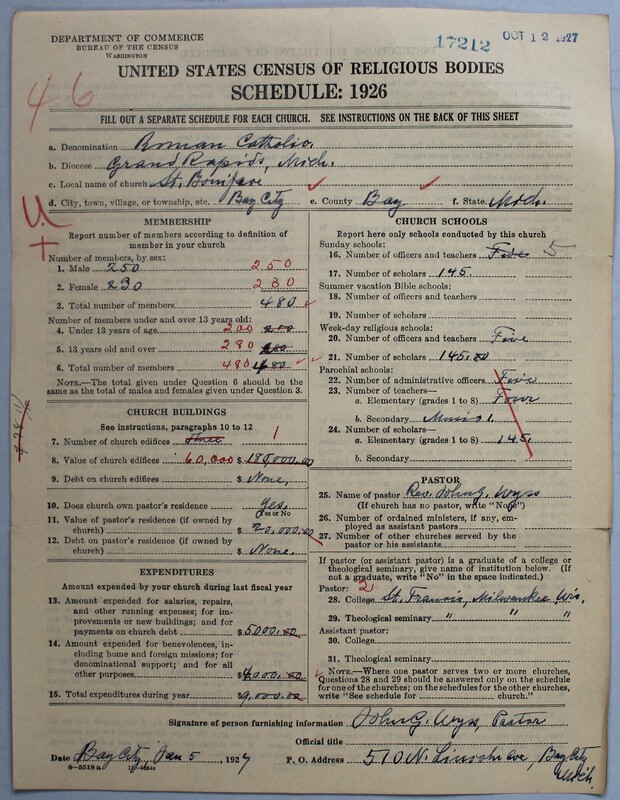 DEPARTMENT OF COMMERCE
BUREAU OF THE CENSUS
WASHINGTON
17212
OCT 12 1927
46
UNITED STATES CENSUS OF RELIGIOUS BODIES
SCHEDULE: 1926
FILL OUT A SEPARATE SCHEDULE FOR EACH CHURCH. SEE INSTRUCTIONS ON THE BACK OF THIS SHEET
a. Denomination Roman Catholic
b. Diocese Grand Rapids, Mich.
c. Local name of church St. Boniface
d. City, town, village, or township, etc. Bay City e. County Bay f. State Mich.
U
+
MEMBERSHIP
Report number of members according to definition of
member in your church
Number of members, by sex:
1. Male 250 250
2. Female 230 230
3. Total number of members 480
Number of members under and over 13 years old:
4. Under 13 years of age 200
5. 13 years old and over 280
6. Total number of members 480 480
NOTE.—The total given under Question 6 should be
the same as the total of males and females given under Question 3.
CHURCH BUILDINGS
See instructions, paragraphs 10 to 12
7. Number of church edifices Three 1
8. Value of church edifices 60,000 $ 180,000.00
9. Debt on church edifices $ None.
10. Does church own pastor's residence Yes.
Yes or No
11. Value of pastor's residence (if owned by
church) $ 20,000.00
12. Debt on pastor's residence (if owned by
church) $ None.
EXPENDITURES
Amount expended by your church during last fiscal year
13. Amount expended for salaries, repairs,
and other running expenses; for im-
provements or new buildings; and for
payments on church debt $ 5000.00
14. Amount expended for benevolences, in-
cluding home and foreign missions; for
denominational support; and for all
other purposes $ 4000.00
15. Total expenditures during year $ 9,000.00
CHURCH SCHOOLS
Report here only schools conducted by this church
Sunday schools:
16. Number of officers and teachers Five 5
17. Number of scholars 145.
Summer vacation Bible schools:
18. Number of officers and teachers
19. Number of scholars
Week-day religious schools:
20. Number of officers and teachers Five
21. Number of scholars 145.00
Parochial schools:
22. Number of administrative officers Five
23. Number of teachers—
a. Elementary (grades 1 to 8) Four
b. Secondary Music 1.
24. Number of scholars—
a. Elementary (grades 1 to 8) 145.
b. Secondary
PASTOR
25. Name of pastor Rev. John G. Wyss
(If church has no pastor, write "None")
26. Number of ordained ministers, if any, em-
ployed as assistant pastors
27. Number of other churches served by the
pastor or his assistants
If pastor (or assistant pastor) is a graduate of a college or
theological seminary, give name of institution below. (If
not a graduate, write "No" in the space indicated.)
Pastor: 2
28. College St. Francis, Milwaukee Wis.
29. Theological seminary " " "
Assistant pastor:
30. College
31. Theological seminary
NOTE.—Where one pastor serves two or more churches,
Questions 28 and 29 should be answered only on the schedule
for one of the churches; on the schedules for the other churches,
write "See schedule for church."
Signature of person furnishing information John G. Wyss, Pastor
Official title
Date Bay City, Jan 5, 1927 P. O. Address 510 N. Lincoln Ave, Bay City
Mich.
8—5518 a